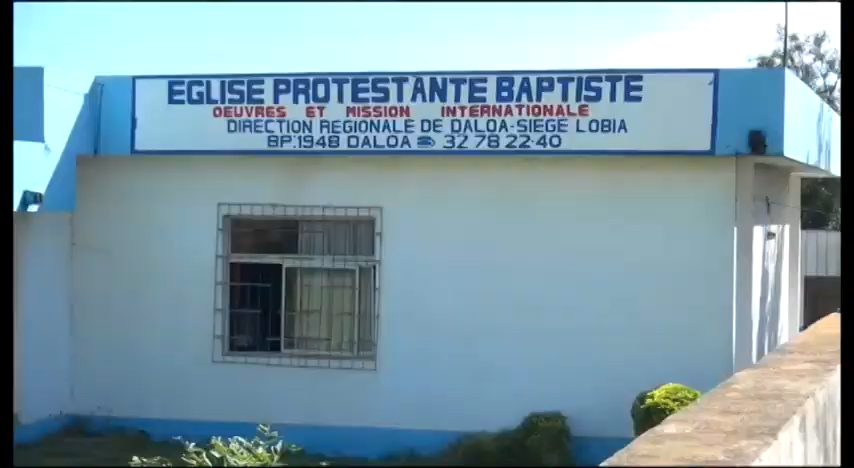 EGLISE PROTESTANTE BAPTISTE
OEUVRES ET MISSION INTERNATIONALE
DIRECTION REGIONALE DE DALOA-SIEGE LOBIA
BP.1948 DALOA ☎ 32 78 22-40